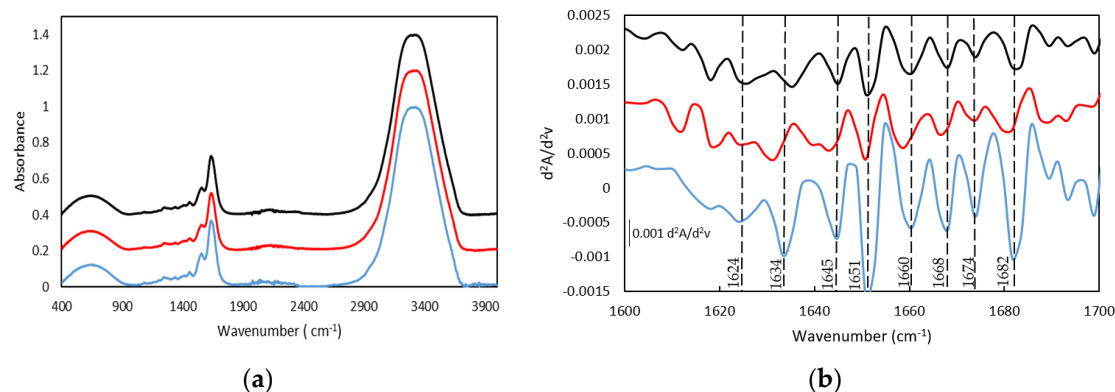 Absorbance
1.4
1.2
1
0.8
0.6
0.4
0.2
0
400 900 1400 1900 2400 2900 3400 3900
Wavenumber ( cm-¹)
(a)
d²A/d²v
0.0025
0.002
0.0015
0.001
0.0005
0
-0.0005
-0.001
-0.0015
0.001 d²A/d²v
1624
1634
1645
1651
1660
1668
1674
1682
1600 1620 1640 1660 1680 1700
Wavenumber (cm⁻¹)
(b)